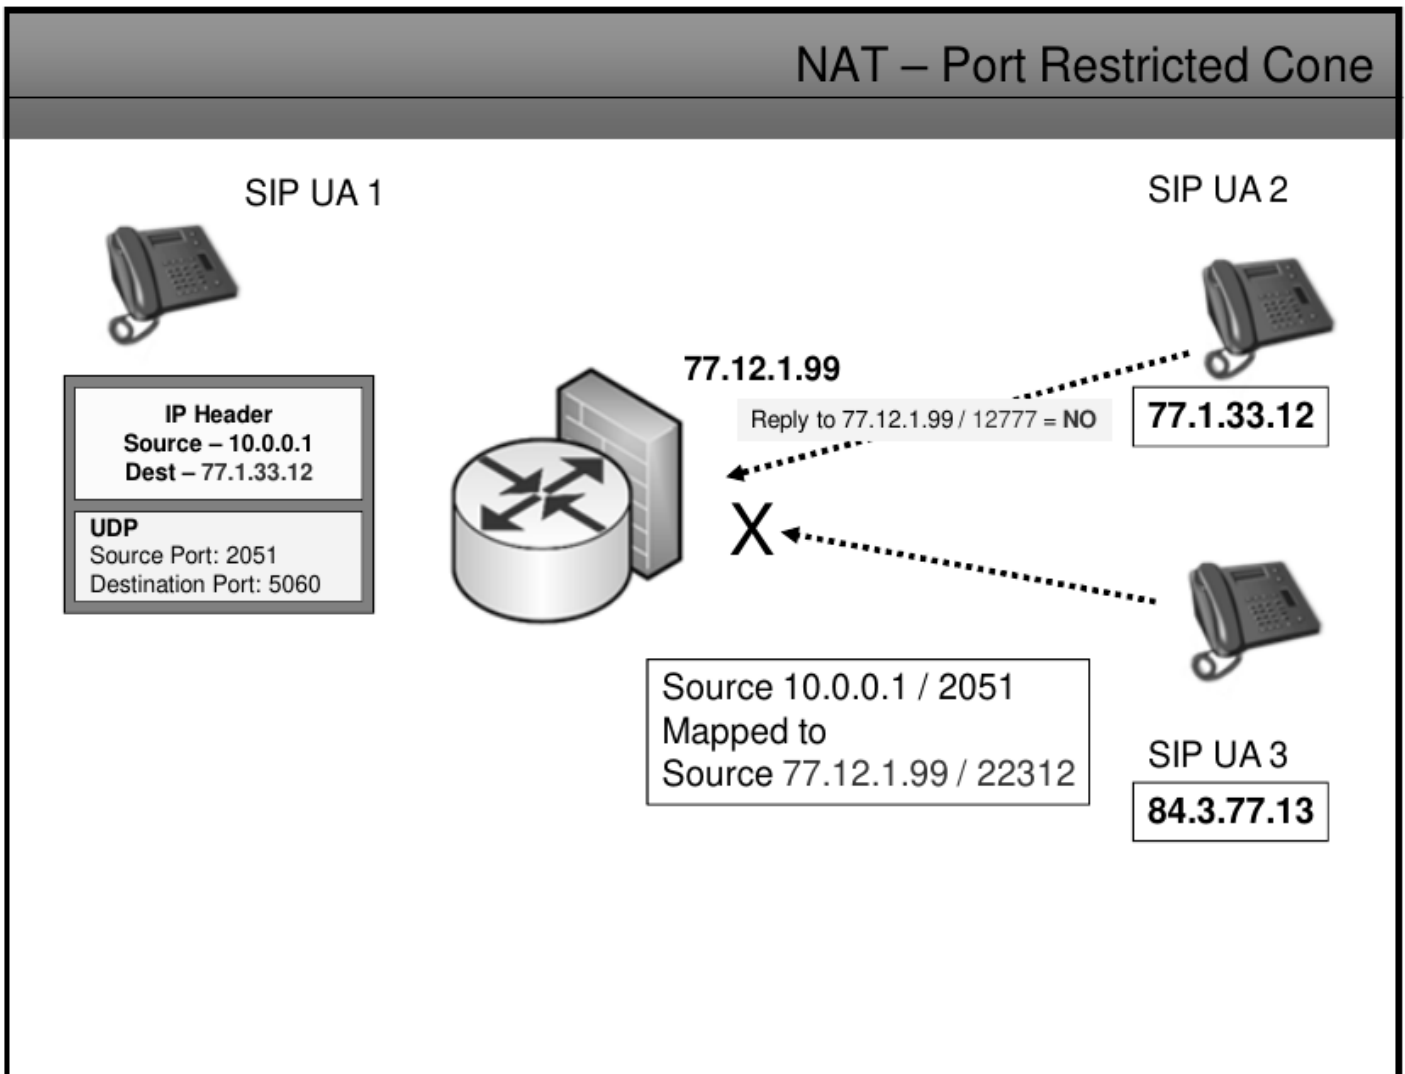 NAT – Port Restricted Cone
SIP UA 1
SIP UA 2
77.12.1.99
Reply to 77.12.1.99 / 12777 = NO
77.1.33.12
IP Header
Source – 10.0.0.1
Dest – 77.1.33.12
UDP
Source Port: 2051
Destination Port: 5060
X
Source 10.0.0.1 / 2051
Mapped to
Source 77.12.1.99 / 22312
SIP UA 3
84.3.77.13